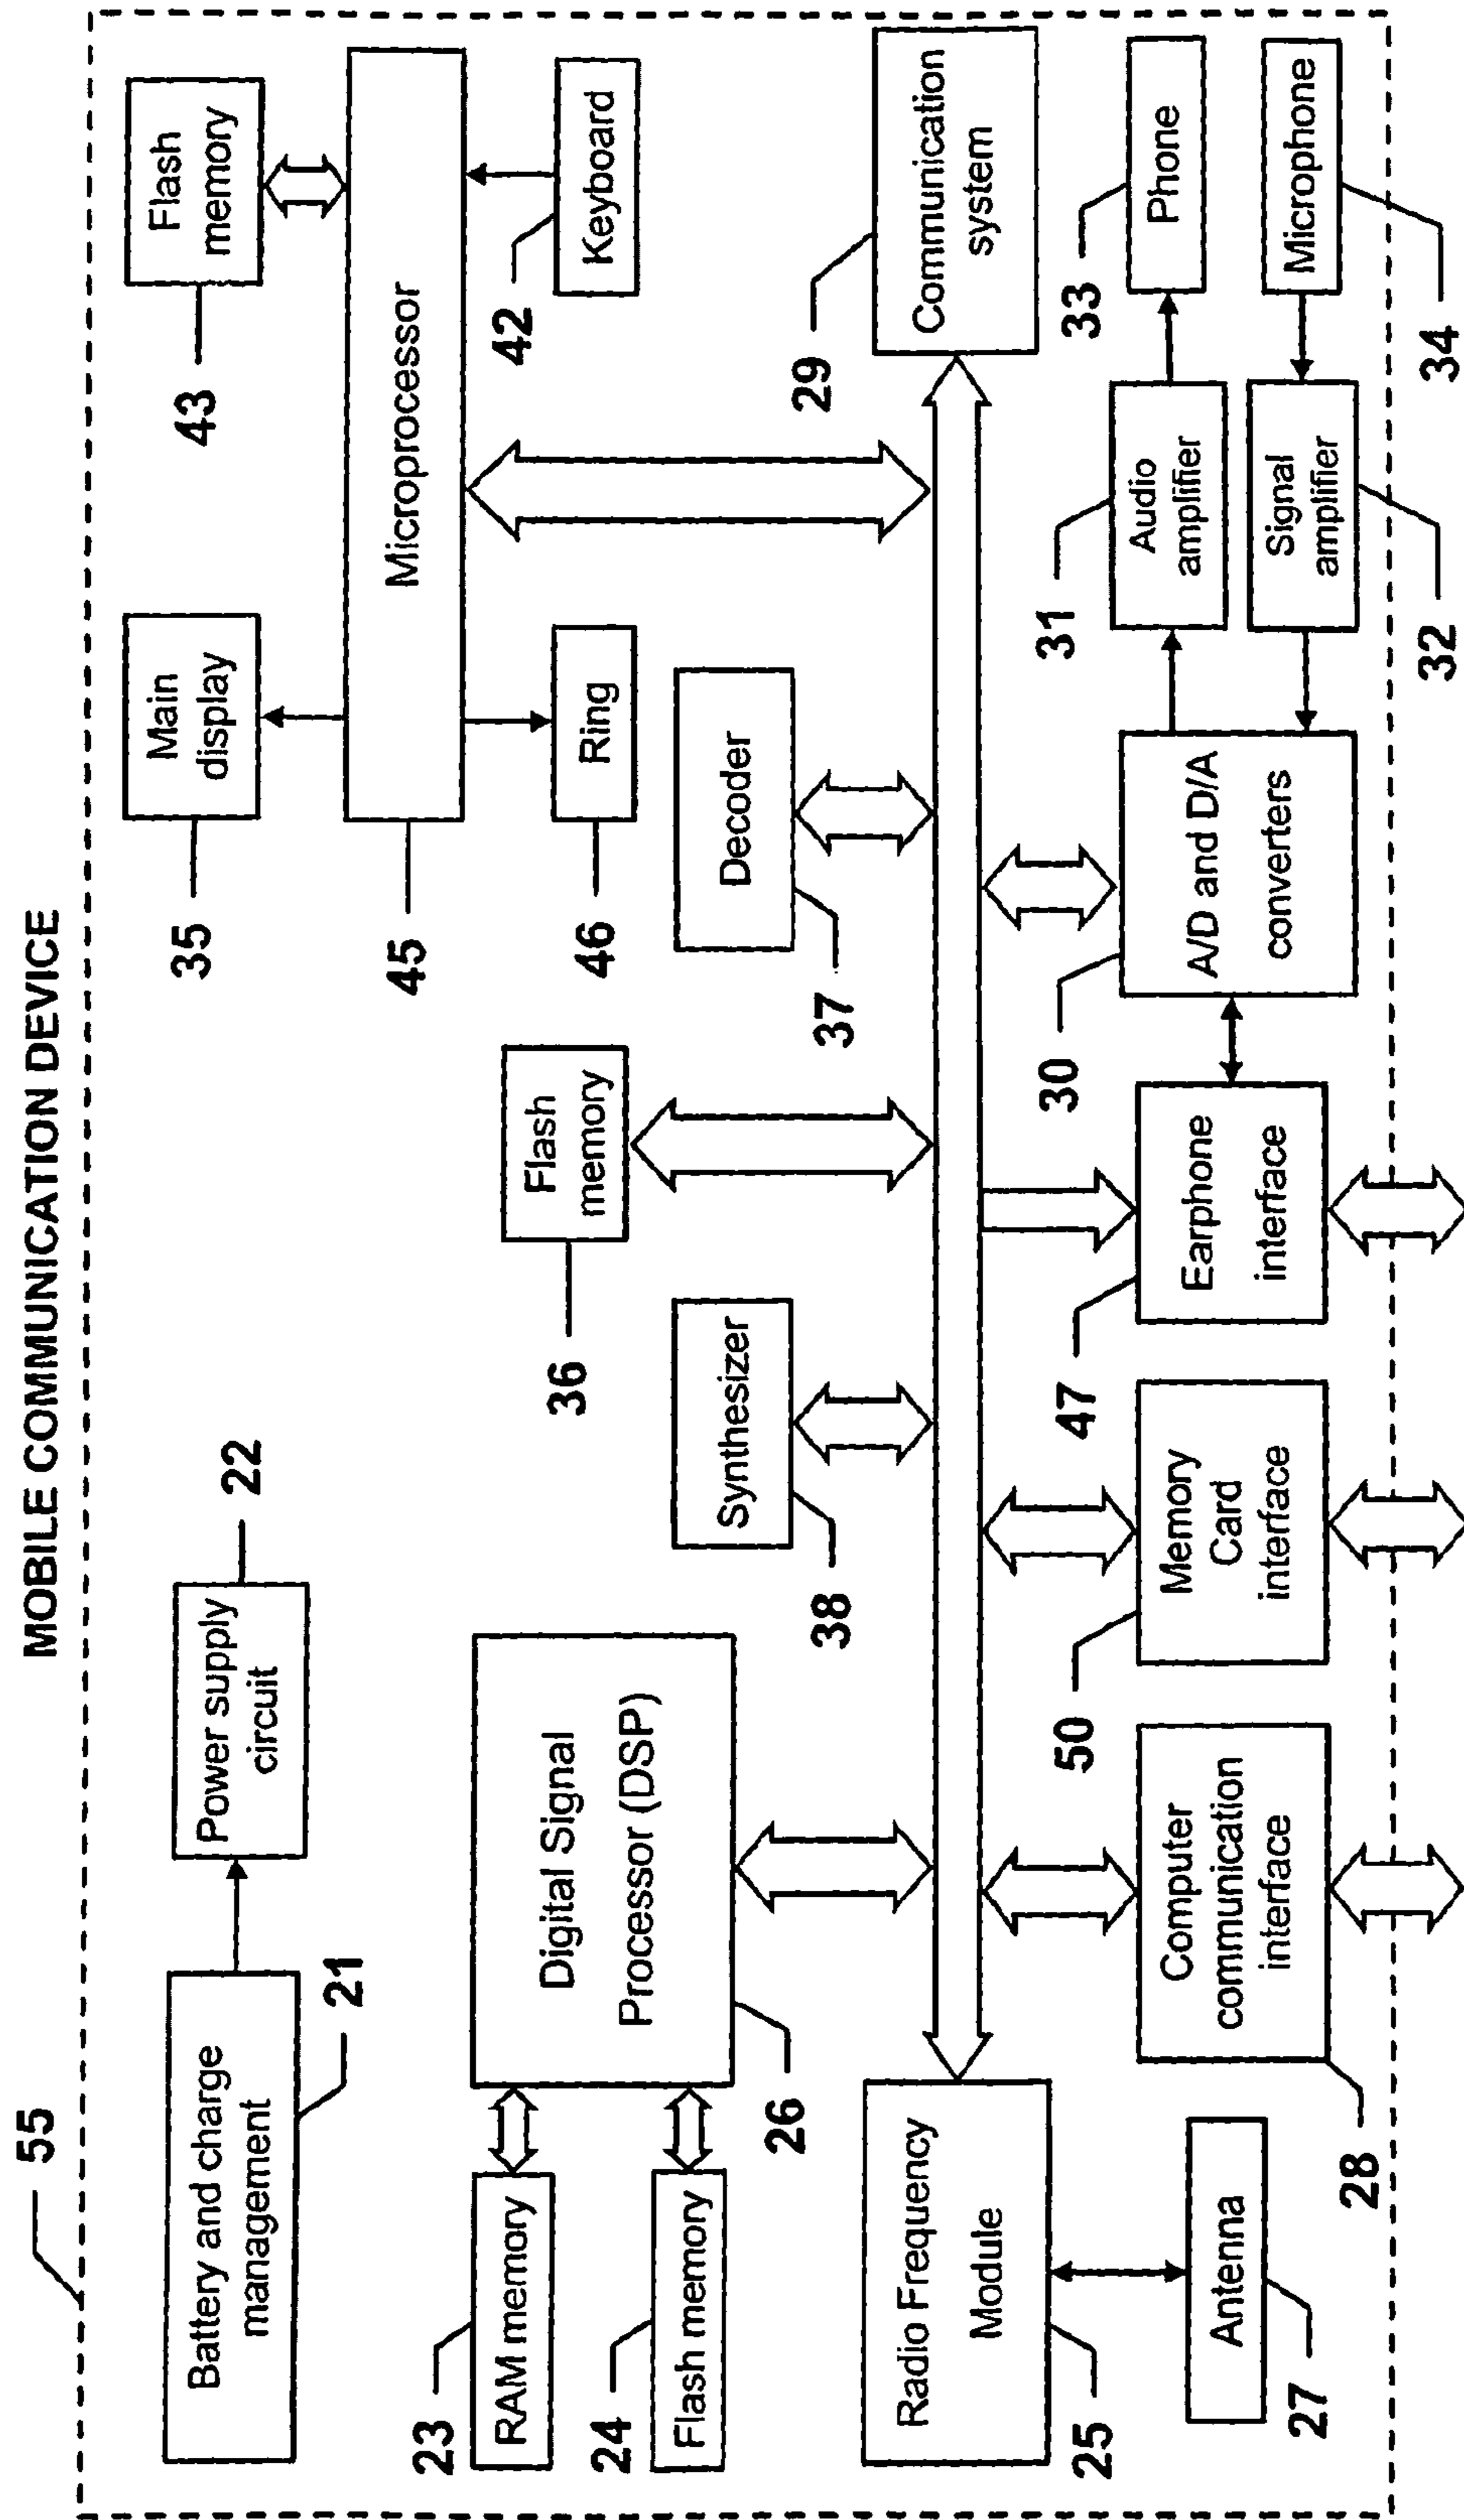 MOBILE COMMUNICATION DEVICE
55
Battery and charge
management
21
Power supply
circuit
22
Main
display
35
Flash
memory
43
Microprocessor
45
Ring
46
Keyboard
42
RAM memory
23
Flash memory
24
Digital Signal
Processor (DSP)
26
Flash
memory
36
Synthesizer
38
Decoder
37
Radio Frequency
Module
25
Communication
system
29
Antenna
27
Computer
communication
interface
28
Memory
Card
interface
50
Earphone
interface
47
A/D and D/A
converters
30
Audio
amplifier
31
Phone
33
Signal
amplifier
32
Microphone
34